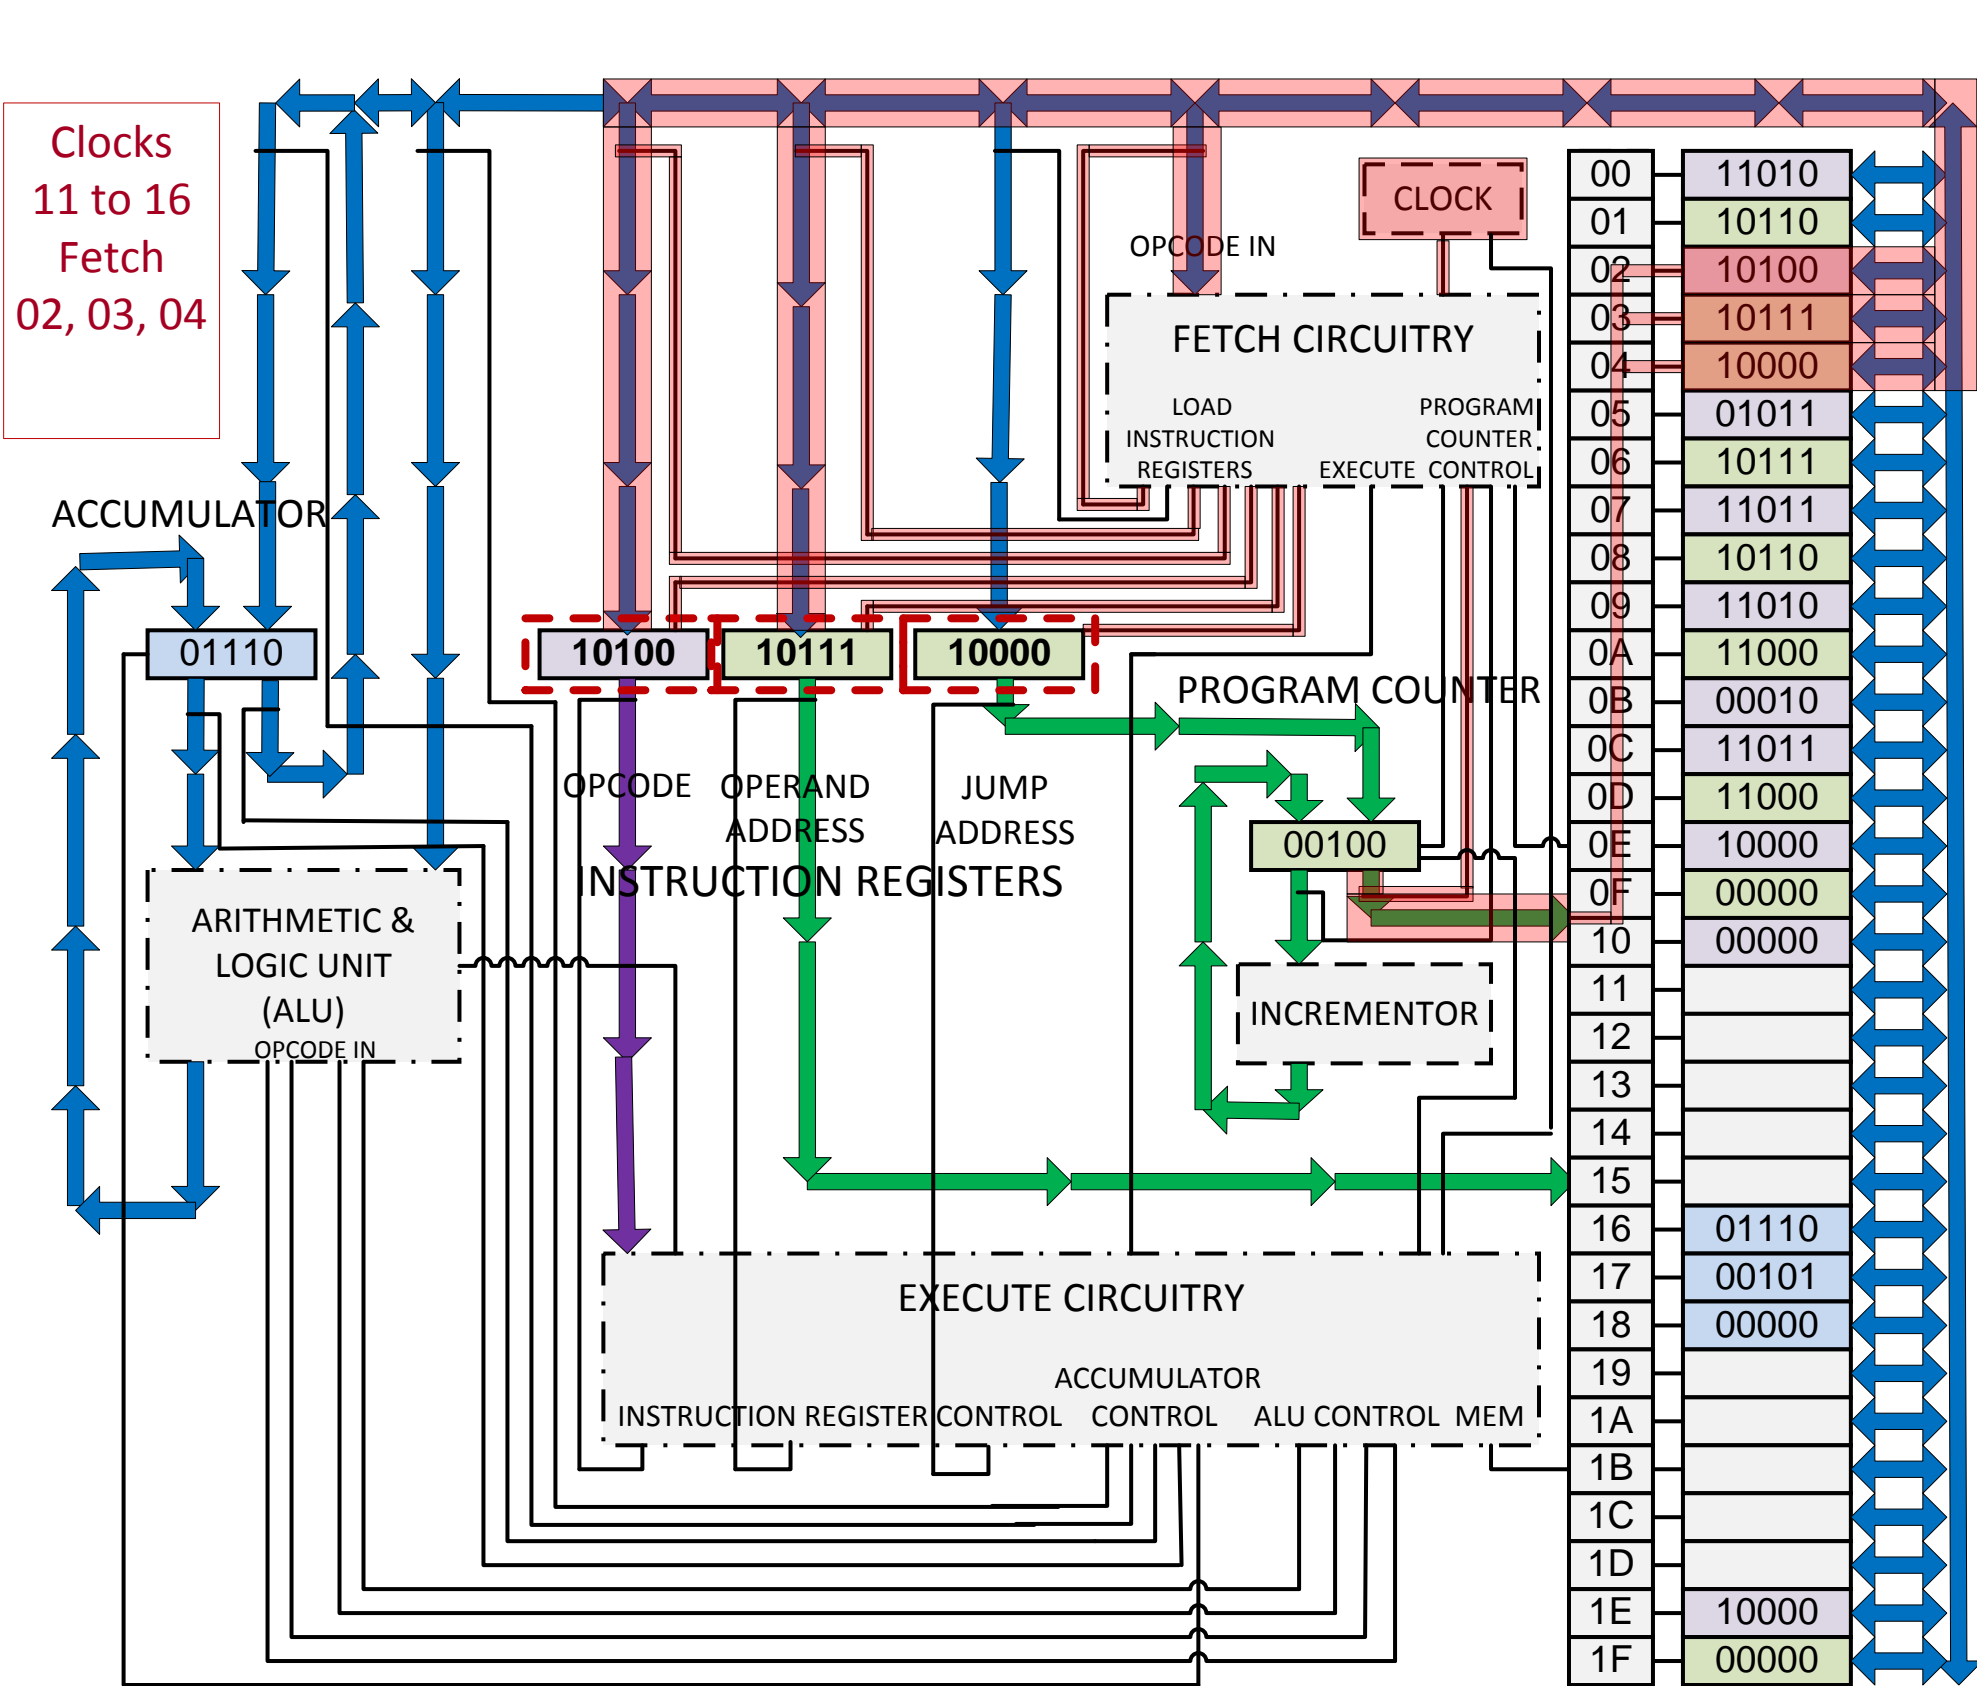 Clocks
11 to 16
Fetch
02, 03, 04
CLOCK
OPCODE IN
FETCH CIRCUITRY
LOAD
INSTRUCTION
REGISTERS
EXECUTE
PROGRAM
COUNTER
CONTROL
ACCUMULATOR
01110
10100
10111
10000
PROGRAM COUNTER
OPCODE
OPERAND
ADDRESS
JUMP
ADDRESS
INSTRUCTION REGISTERS
00100
INCREMENTOR
ARITHMETIC &
LOGIC UNIT
(ALU)
OPCODE IN
EXECUTE CIRCUITRY
INSTRUCTION REGISTER CONTROL
ACCUMULATOR
CONTROL
ALU CONTROL
MEM
00 11010
01 10110
02 10100
03 10111
04 10000
05 01011
06 10111
07 11011
08 10110
09 11010
0A 11000
0B 00010
0C 11011
0D 11000
0E 10000
0F 00000
10 00000
11
12
13
14
15
16 01110
17 00101
18 00000
19
1A
1B
1C
1D
1E 10000
1F 00000